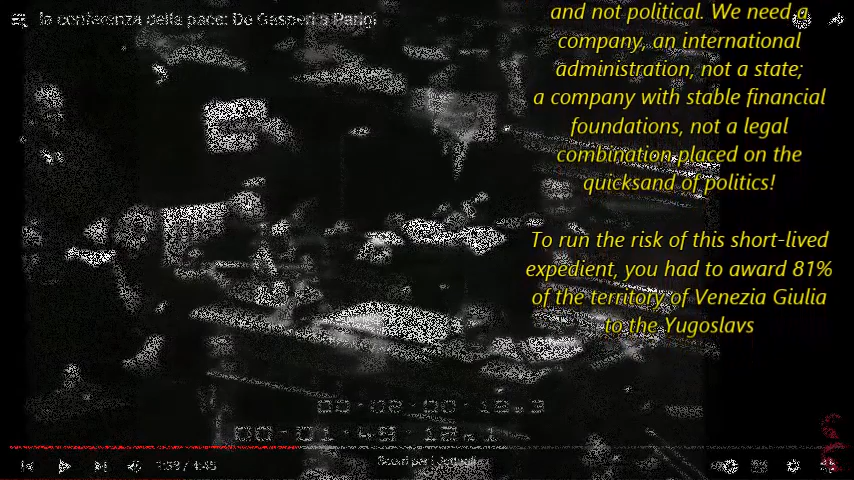 la conferenza della pace: De Gasperi a Parigi
and not political. We need a
company, an international
administration, not a state;
a company with stable financial
foundations, not a legal
combination placed on the
quicksand of politics!
To run the risk of this short-lived
expedient, you had to award 81%
of the territory of Venezia Giulia
to the Yugoslavs
/ 4:45